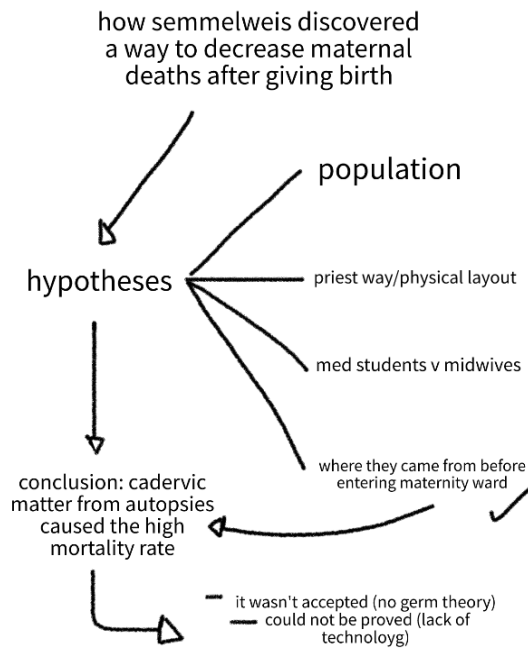 how semmelweis discovered
a way to decrease maternal
deaths after giving birth
population
hypotheses
priest way/physical layout
med students v midwives
where they came from before
entering maternity ward
conclusion: cadervic
matter from autopsies
caused the high
mortality rate
it wasn't accepted (no germ theory)
could not be proved (lack of
technoloyg)